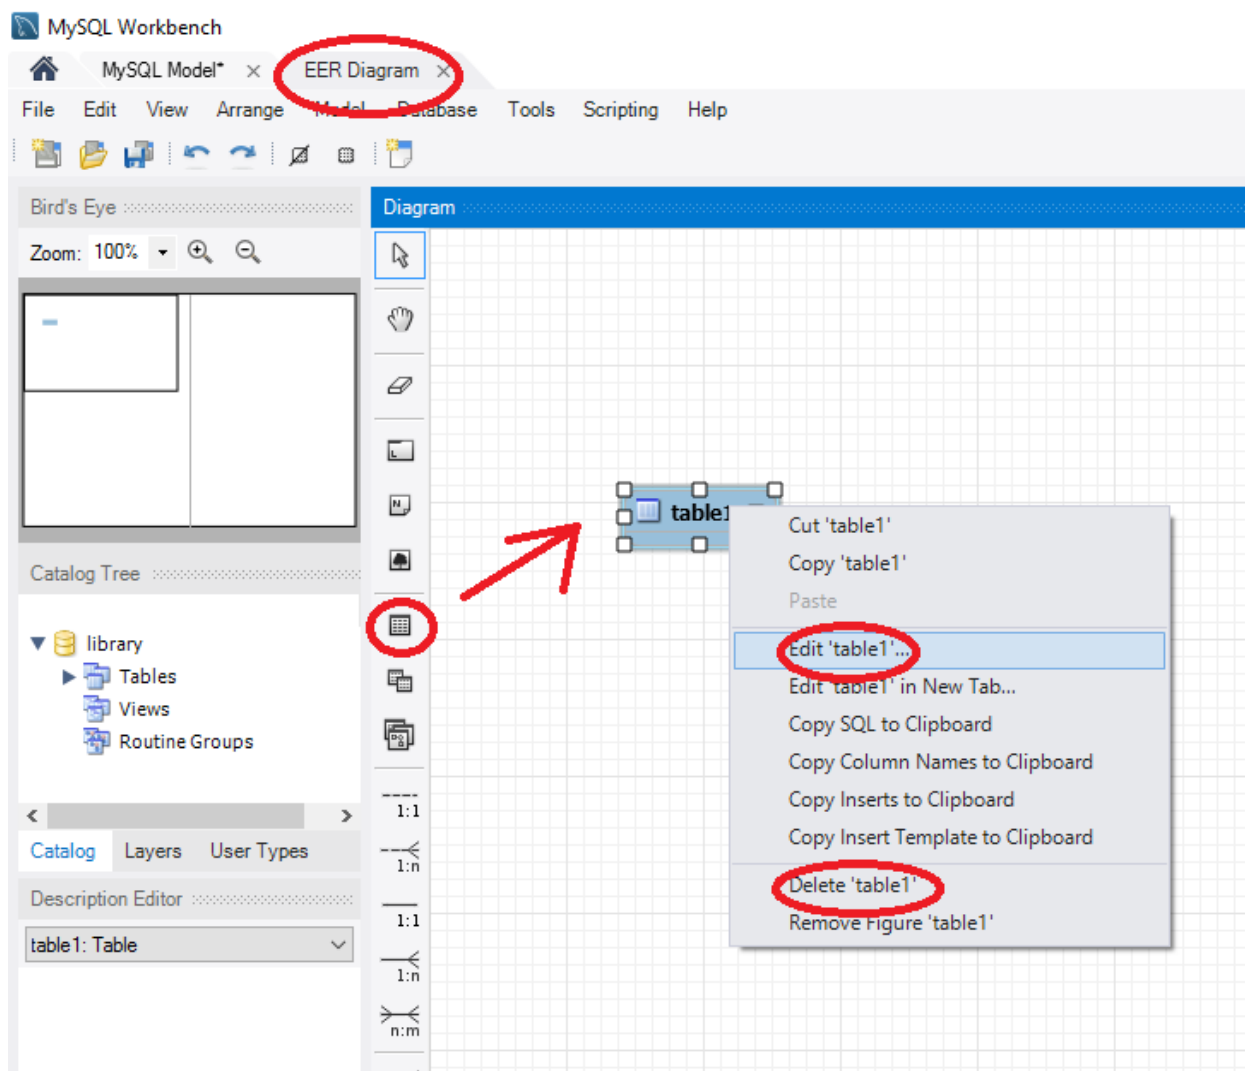 MySQL Workbench
MySQL Model* × EER Diagram ×
File Edit View Arrange Model Database Tools Scripting Help
Bird's Eye
Diagram
Zoom: 100%
L
N
table1
Cut 'table1'
Copy 'table1'
Paste
Edit 'table1'...
Edit 'table1' in New Tab...
Copy SQL to Clipboard
Copy Column Names to Clipboard
Copy Inserts to Clipboard
Copy Insert Template to Clipboard
Delete 'table1'
Remove Figure 'table1'
Catalog Tree
library
Tables
Views
Routine Groups
Catalog Layers User Types
Description Editor
table1: Table
1:1
1:n
1:1
1:n
n:m